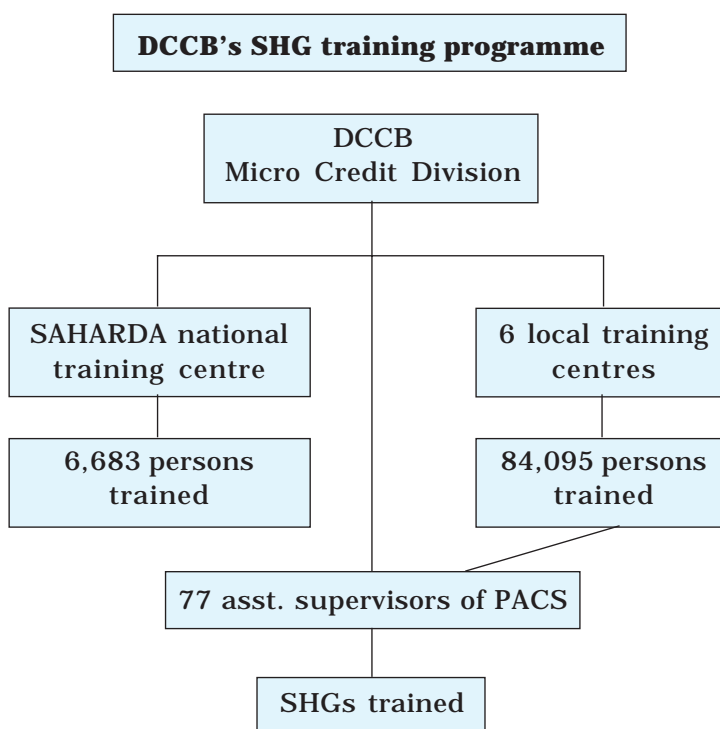 DCCB's SHG training programme
DCCB
Micro Credit Division
SAHARDA national
training centre
6 local training
centres
6,683 persons
trained
84,095 persons
trained
77 asst. supervisors of PACS
SHGs trained